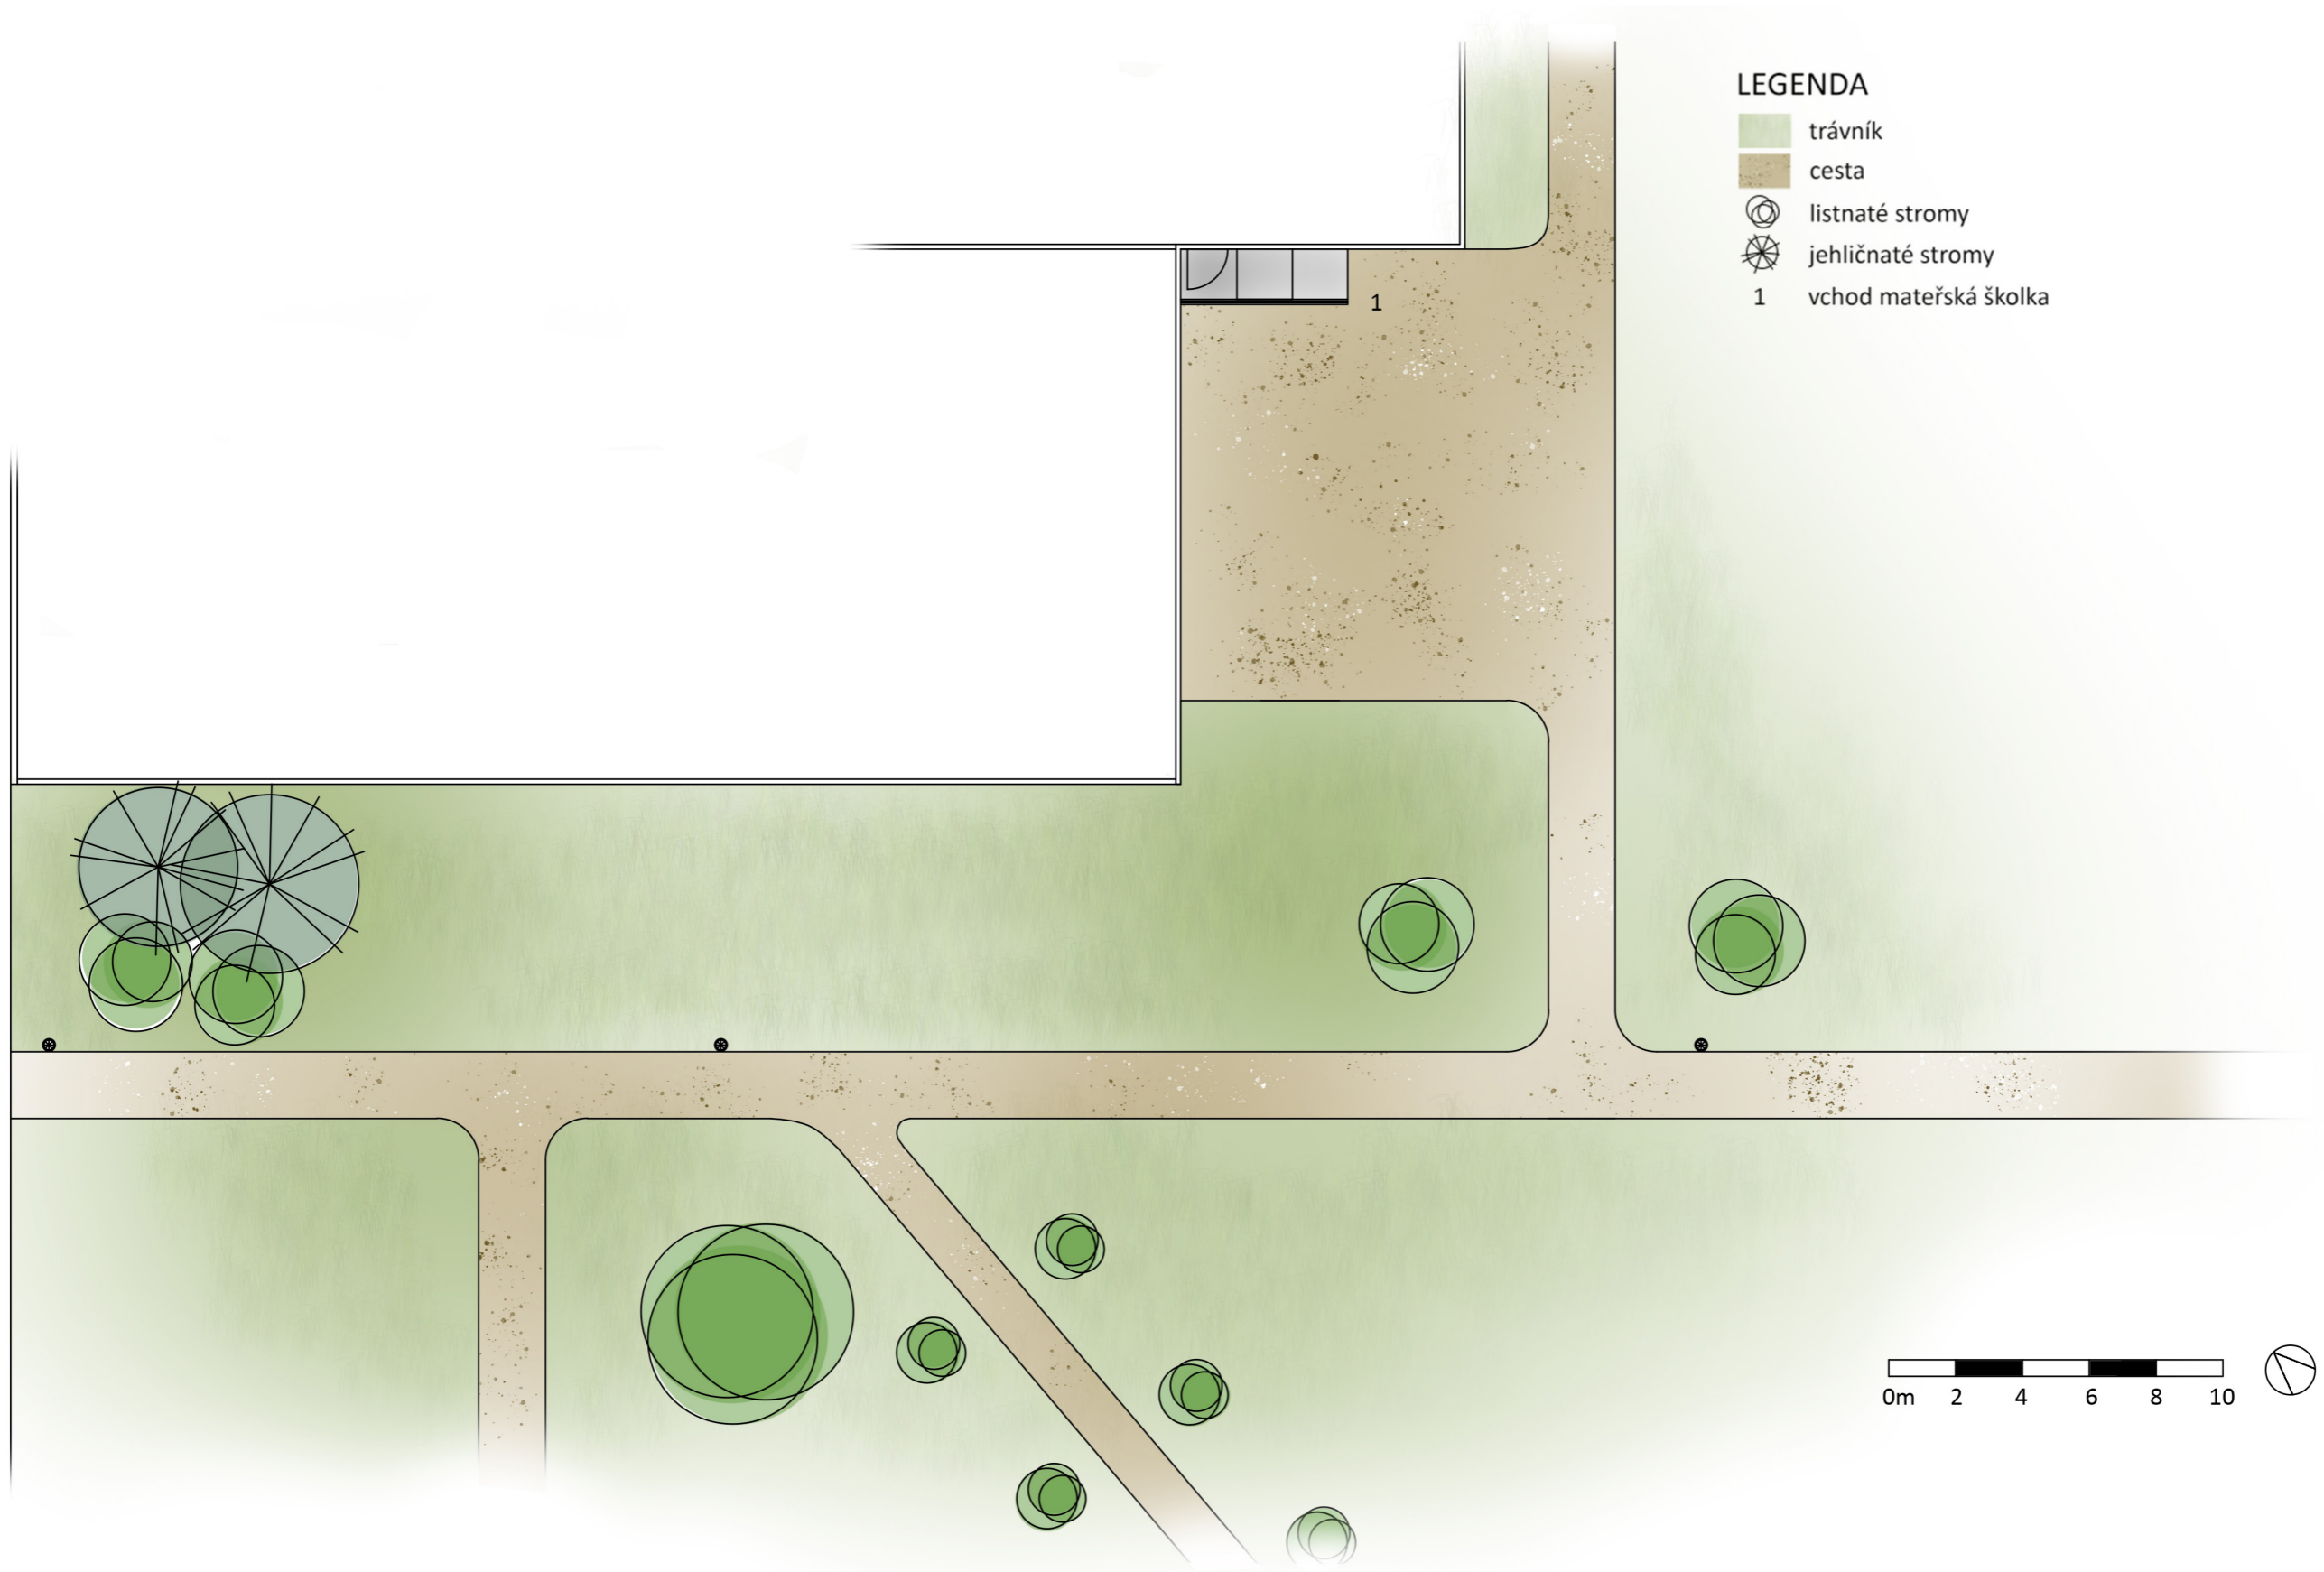 LEGENDA
trávník
cesta
listnaté stromy
jehličnaté stromy
1 vchod mateřská školka
1
0m 2 4 6 8 10